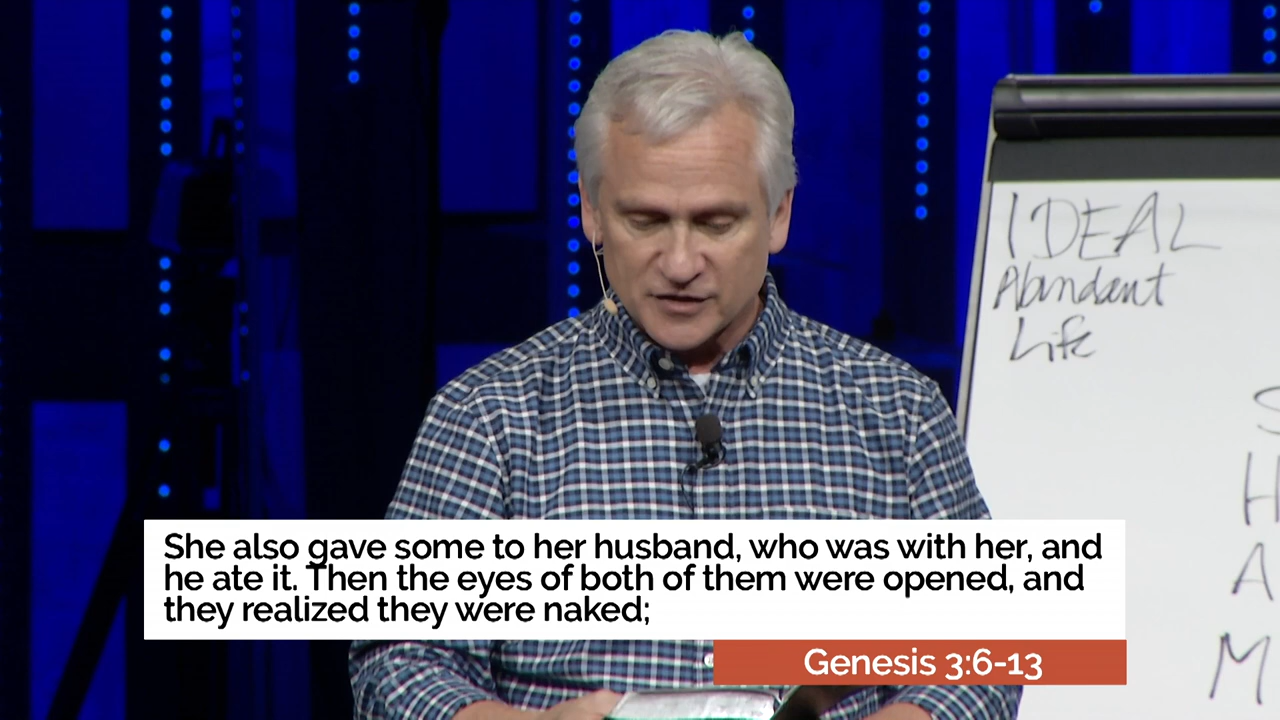 IDEAL
Abundant
Life
S
H
A
M
She also gave some to her husband, who was with her, and
he ate it. Then the eyes of both of them were opened, and
they realized they were naked;
Genesis 3:6-13